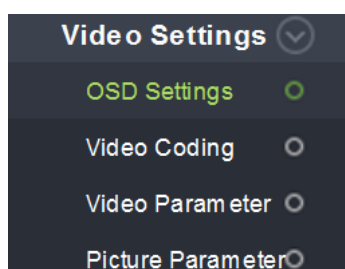 Video Settings
OSD Settings
Video Coding
Video Parameter
Picture Parameter